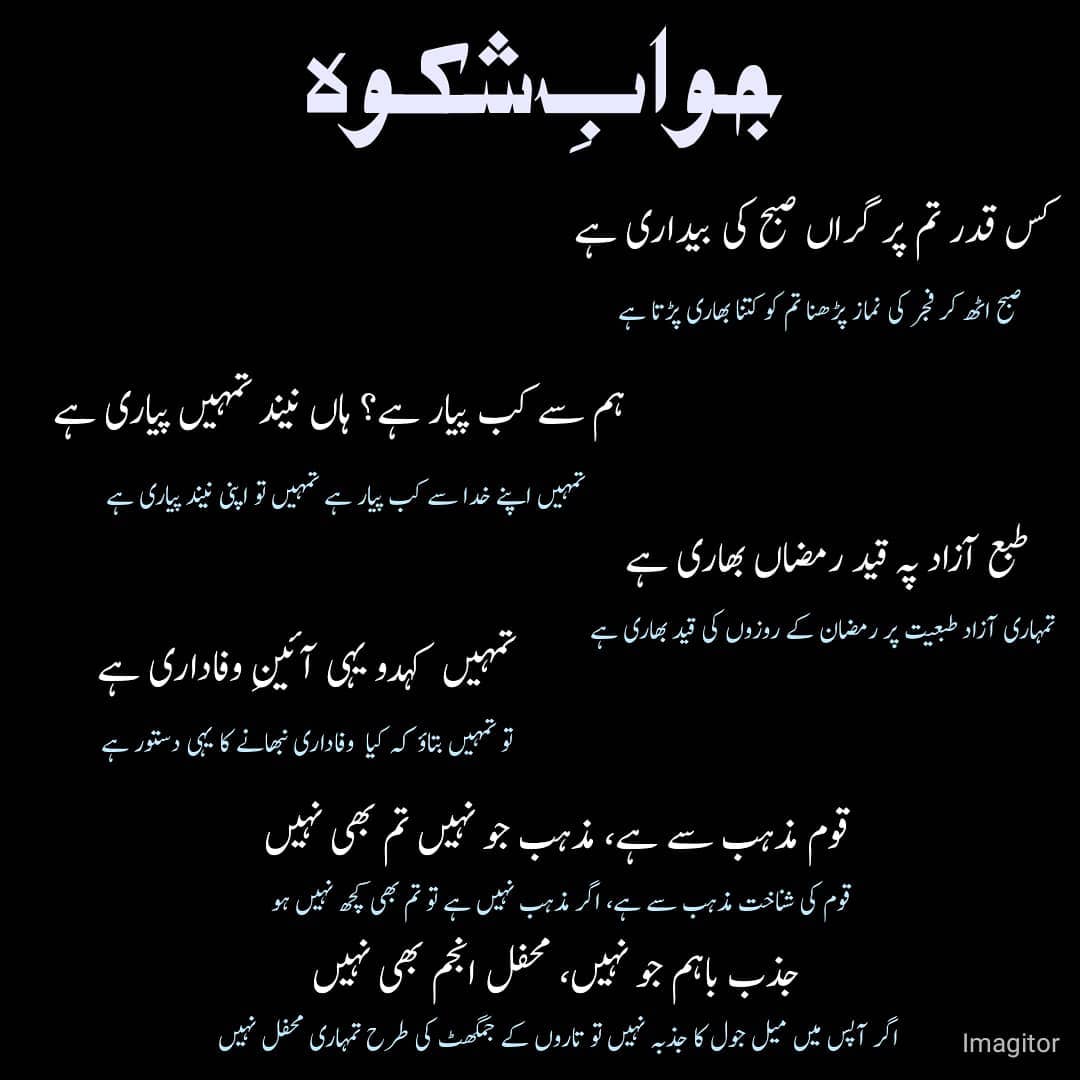 جوابِ شکوہ
کس قدر تم پر گراں صبح کی بیداری ہے
صبح اٹھ کر فجر کی نماز پڑھنا تم کو کتنا بھاری پڑتا ہے
ہم سے کب پیار ہے؟ ہاں نیند تمہیں پیاری ہے
تمہیں اپنے خدا سے کب پیار ہے تمہیں تو اپنی نیند پیاری ہے
طبع آزاد پہ قید رمضاں بھاری ہے
تمہاری آزاد طبعیت پر رمضان کے روزوں کی قید بھاری ہے
تمہیں کہدو یہی آئینِ وفاداری ہے
تو تمہیں بتاؤ کہ کیا وفاداری نبھانے کا یہی دستور ہے
قوم مذہب سے ہے، مذہب جو نہیں تم بھی نہیں
قوم کی شناخت مذہب سے ہے، اگر مذہب نہیں ہے تو تم بھی کچھ نہیں ہو
جذب باہم جو نہیں، محفل انجم بھی نہیں
اگر آپس میں میل جول کا جذبہ نہیں تو تاروں کے جمگھٹ کی طرح تمہاری محفل نہیں
Imagitor